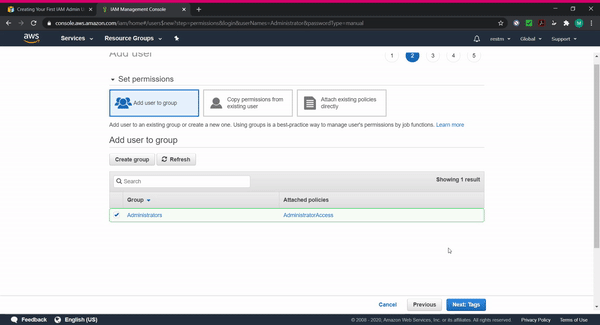 Creating Your First IAM Admin U
IAM Management Console
console.aws.amazon.com/iam/home#/users$new?step=permissions&login&userNames=Administrator&passwordType=manual
aws
Services
Resource Groups
Global
Support
Add user
1 2 3 4 5
Set permissions
Add user to group
Copy permissions from existing user
Attach existing policies directly
Add user to an existing group or create a new one. Using groups is a best-practice way to manage user's permissions by job functions. Learn more
Add user to group
Create group
Refresh
Search
Showing 1 result
Group
Attached policies
Administrators
AdministratorAccess
Cancel
Previous
Next: Tags
Feedback
English (US)
© 2008 - 2020, Amazon Web Services, Inc. or its affiliates. All rights reserved.
Privacy Policy
Terms of Use